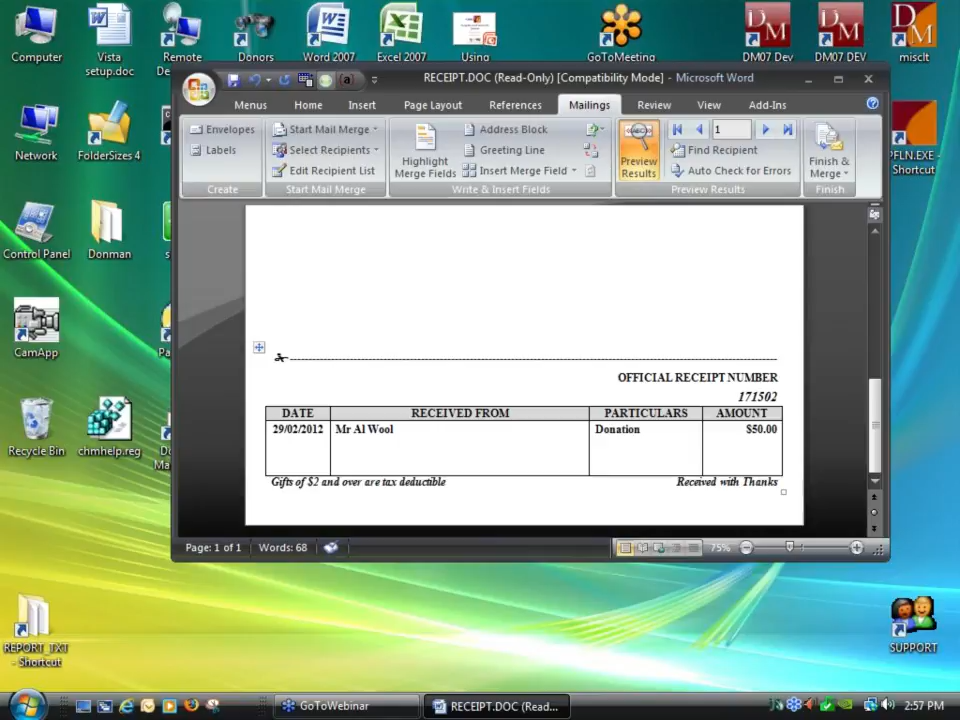 Computer
Vista
setup.doc
Remote
Donors
Word 2007
Excel 2007
Using
GoToMeeting
DM07 DEV
DM07 DEV
misclt
RECEIPT.DOC (Read-Only) [Compatibility Mode] - Microsoft Word
Menus
Home
Insert
Page Layout
References
Mailings
Review
View
Add-Ins
Envelopes
Labels
Create
Start Mail Merge
Select Recipients
Edit Recipient List
Start Mail Merge
Highlight
Merge Fields
Address Block
Greeting Line
Insert Merge Field
Write & Insert Fields
Preview
Results
1
Find Recipient
Auto Check for Errors
Preview Results
Finish &
Merge
Finish
Network
FolderSizes 4
PFLN.EXE -
Shortcut
Control Panel
Donman
CamApp
Recycle Bin
chmhelp.reg
OFFICIAL RECEIPT NUMBER
171502
DATE RECEIVED FROM PARTICULARS AMOUNT
29/02/2012 Mr Al Wool Donation $50.00
Gifts of $2 and over are tax deductible
Received with Thanks
Page: 1 of 1
Words: 68
75%
REPORT_TXT
- Shortcut
SUPPORT
GoToWebinar
RECEIPT.DOC (Read...
2:57 PM